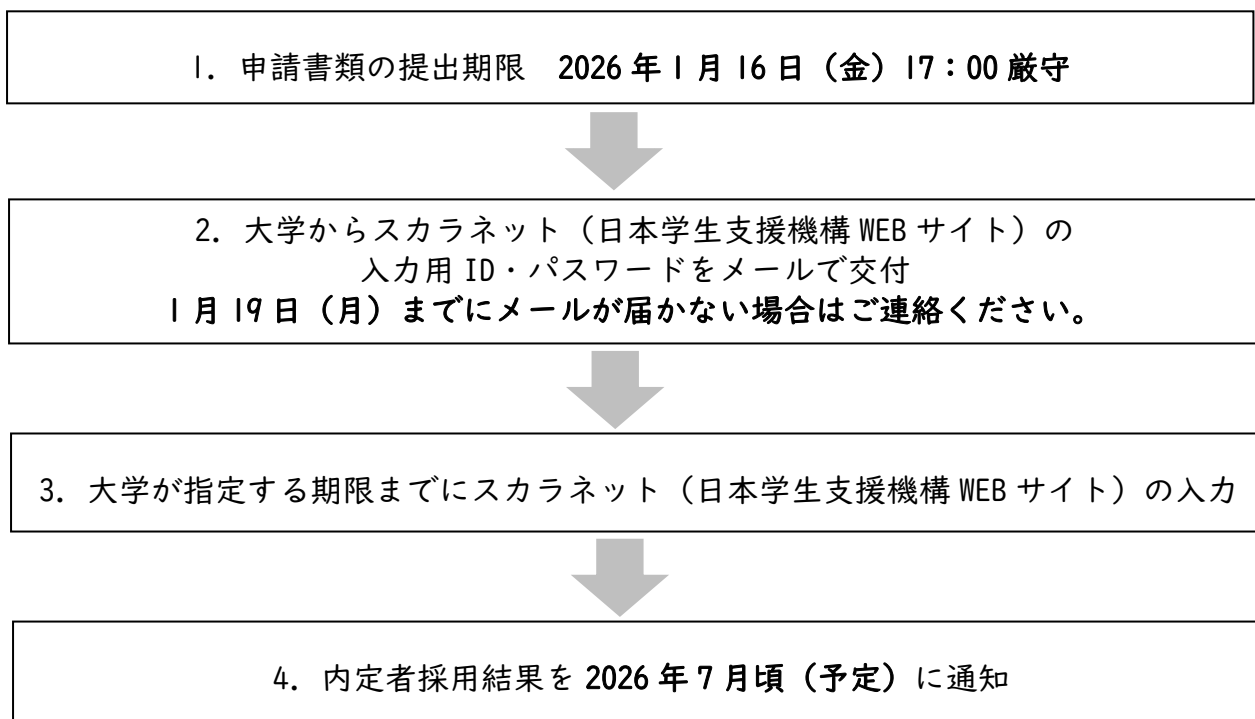 1. 申請書類の提出期限　2026年1月16日（金）17：00厳守
2. 大学からスカラネット（日本学生支援機構WEBサイト）の
入力用ID・パスワードをメールで交付
1月19日（月）までにメールが届かない場合はご連絡ください。
3. 大学が指定する期限までにスカラネット（日本学生支援機構WEBサイト）の入力
4. 内定者採用結果を2026年7月頃（予定）に通知